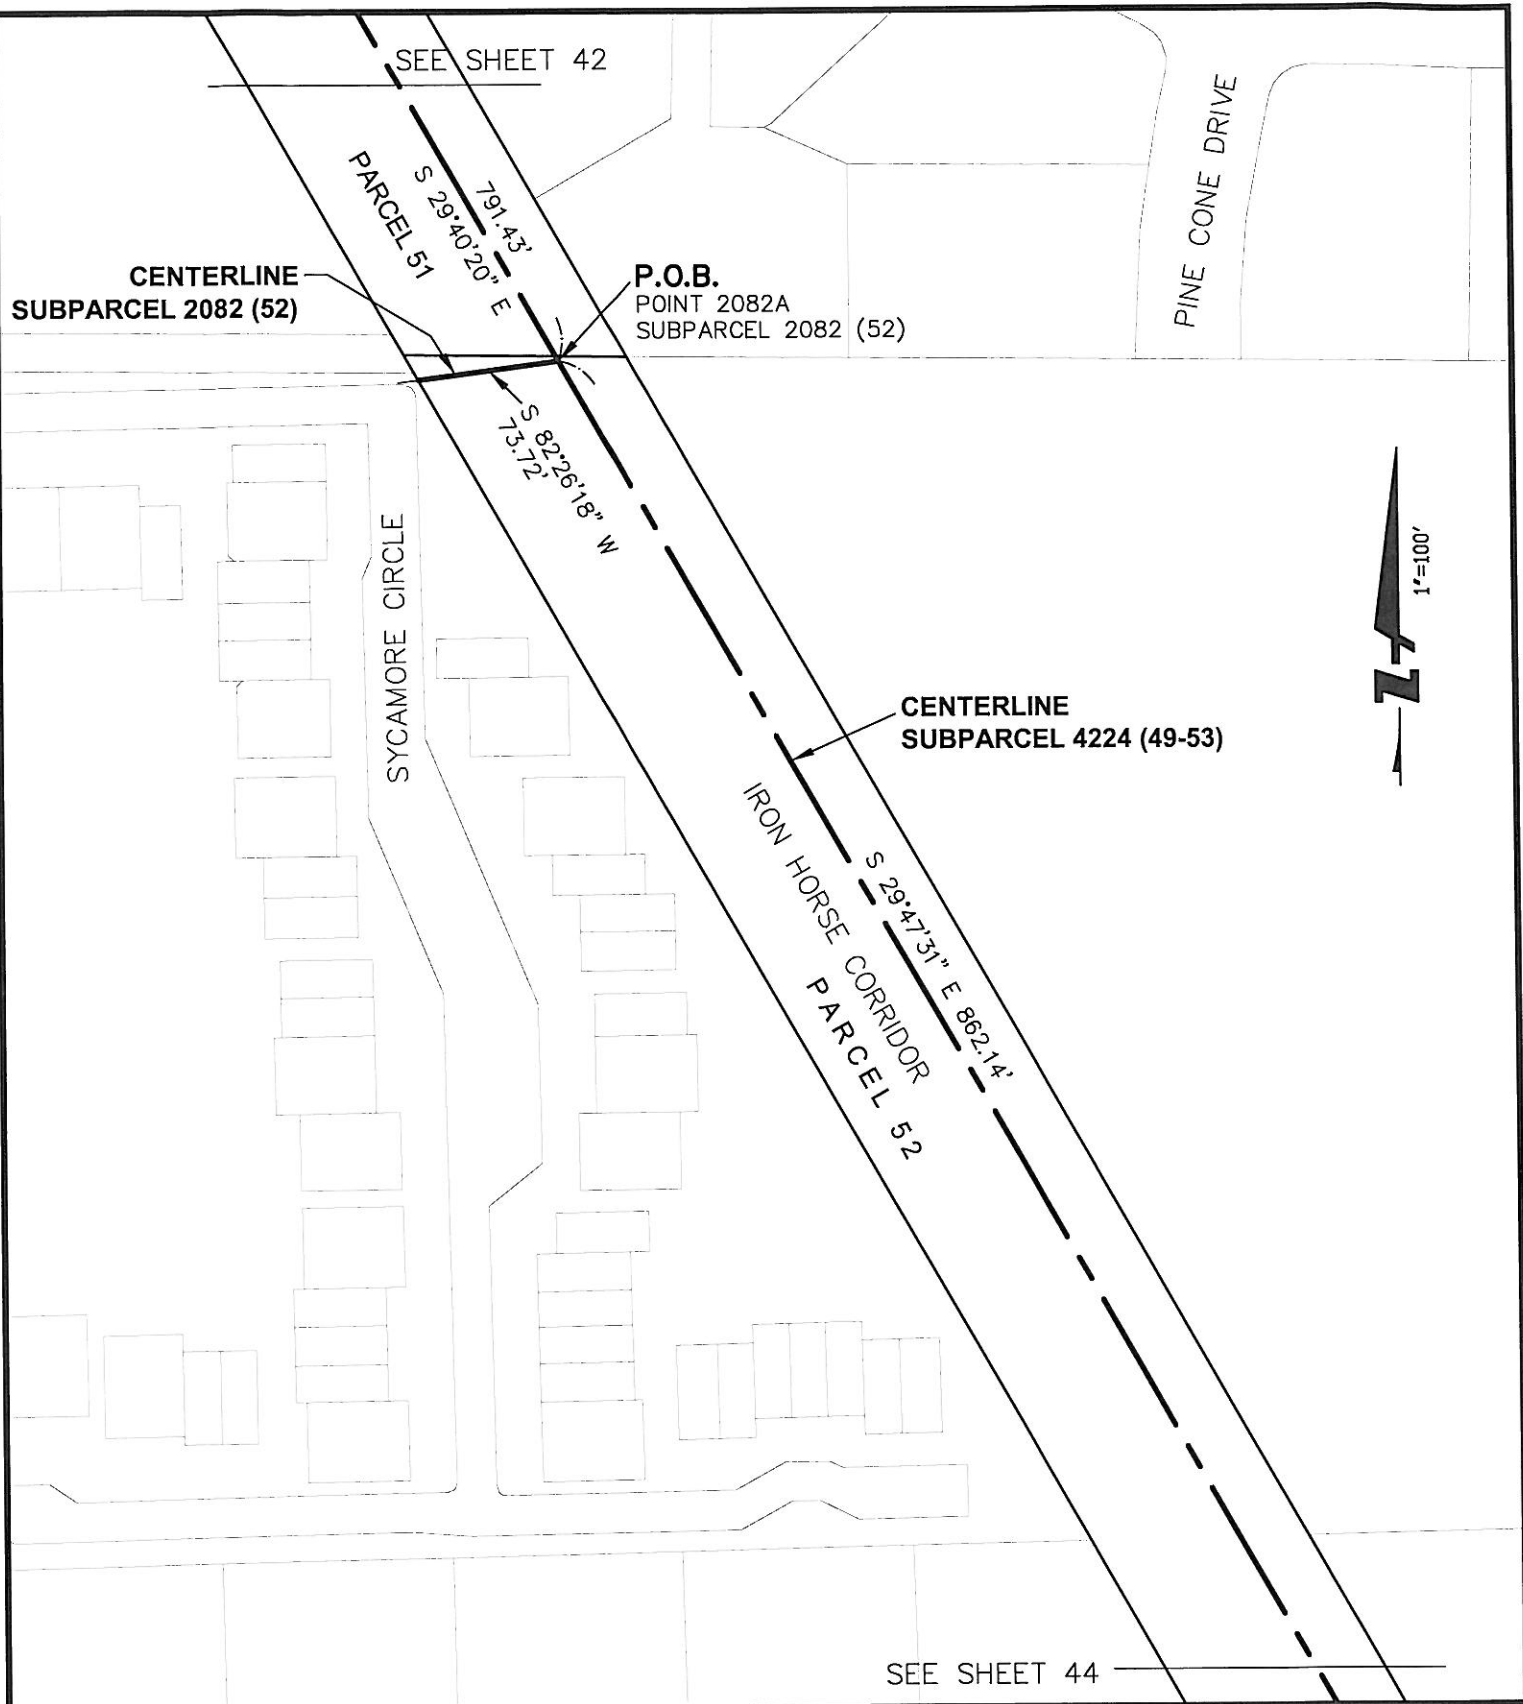 SEE SHEET 42
PINE CONE DRIVE
PARCEL 51
791.43'
S 29°40'20" E
CENTERLINE
SUBPARCEL 2082 (52)
P.O.B.
POINT 2082A
SUBPARCEL 2082 (52)
S 82°26'18" W
73.72'
SYCAMORE CIRCLE
1"=100'
N
CENTERLINE
SUBPARCEL 4224 (49-53)
IRON HORSE CORRIDOR
S 29°47'31" E 862.14'
PARCEL 52
SEE SHEET 44